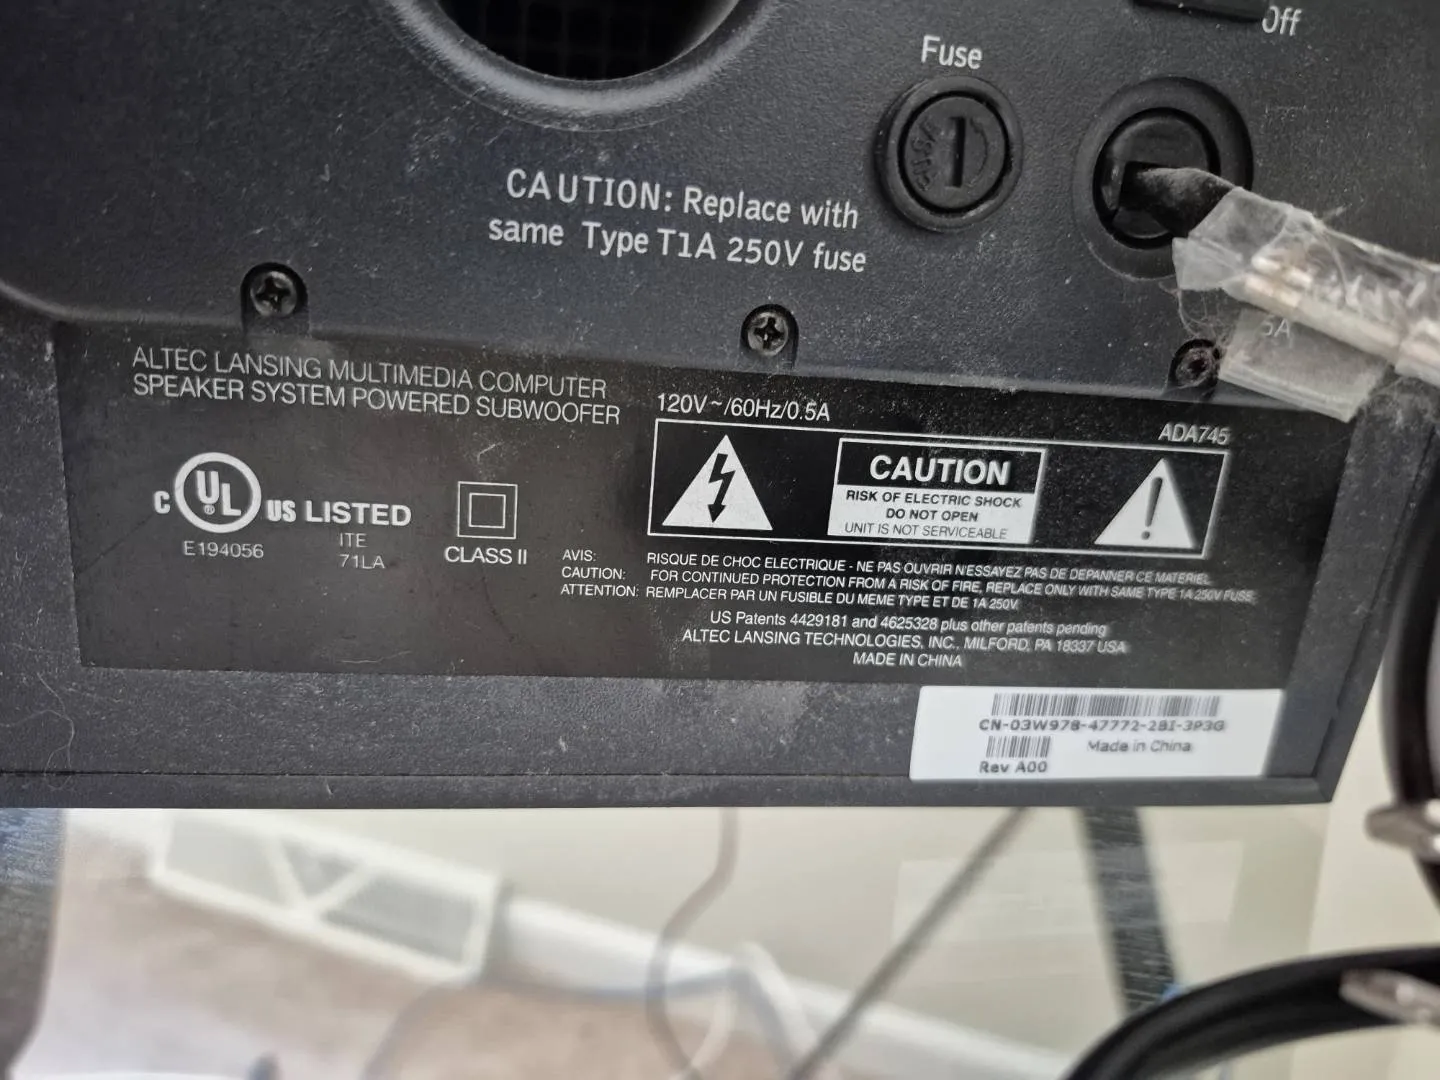 Off
Fuse
CAUTION: Replace with
same Type T1A 250V fuse
5A
ALTEC LANSING MULTIMEDIA COMPUTER
SPEAKER SYSTEM POWERED SUBWOOFER
120V~/60Hz/0.5A
ADA745
CAUTION
RISK OF ELECTRIC SHOCK
DO NOT OPEN
UNIT IS NOT SERVICEABLE
C UL ® US LISTED
E194056
ITE
71LA
CLASS II
AVIS: RISQUE DE CHOC ELECTRIQUE - NE PAS OUVRIR N'ESSAYEZ PAS DE DEPANNER CE MATERIEL
CAUTION: FOR CONTINUED PROTECTION FROM A RISK OF FIRE, REPLACE ONLY WITH SAME TYPE 1A 250V FUSE
ATTENTION: REMPLACER PAR UN FUSIBLE DU MEME TYPE ET DE 1A 250V.
US Patents 4429181 and 4625328 plus other patents pending
ALTEC LANSING TECHNOLOGIES, INC., MILFORD, PA 18337 USA
MADE IN CHINA
CN-03W978-47772-2BI-3P3G
Made in China
Rev A00